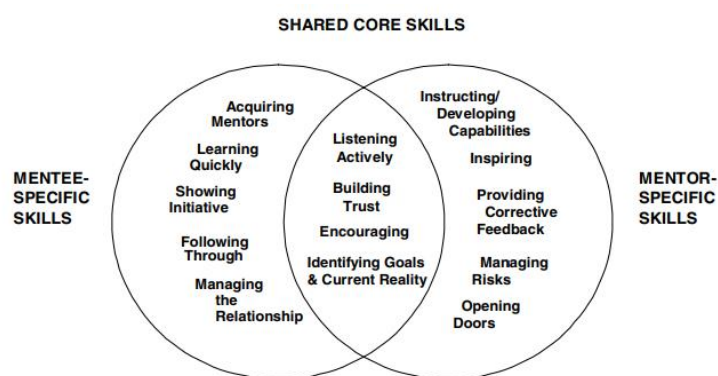 SHARED CORE SKILLS
MENTEE-
SPECIFIC
SKILLS
Acquiring
Mentors
Learning
Quickly
Showing
Initiative
Following
Through
Managing
the
Relationship
Listening
Actively
Building
Trust
Encouraging
Identifying Goals
& Current Reality
Instructing/
Developing
Capabilities
Inspiring
Providing
Corrective
Feedback
Managing
Risks
Opening
Doors
MENTOR-
SPECIFIC
SKILLS